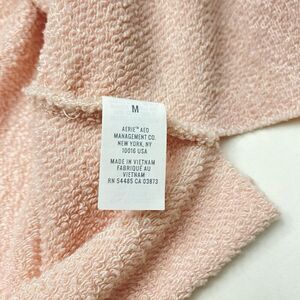 M
AERIE™ AEO
MANAGEMENT CO.
NEW YORK, NY
10016 USA
MADE IN VIETNAM
FABRIQUÉ AU
VIETNAM
RN 54485 CA 03873